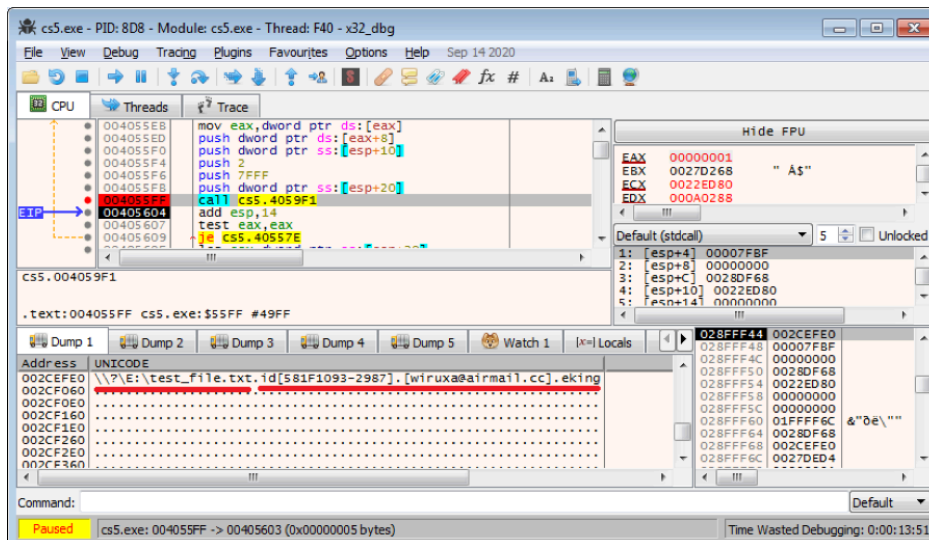 cs5.exe - PID: 8D8 - Module: cs5.exe - Thread: F40 - x32_dbg
File View Debug Tracing Plugins Favourites Options Help Sep 14 2020
CPU Threads Trace
004055EB mov eax,dword ptr ds:[eax]
004055ED push dword ptr ds:[eax+8]
004055F0 push dword ptr ss:[esp+10]
004055F4 push 2
004055F6 push 7FFF
004055FB push dword ptr ss:[esp+20]
004055FF call cs5.4059F1
EIP 00405604 add esp,14
00405607 test eax,eax
00405609 je cs5.40557E
Hide FPU
EAX 00000001
EBX 0027D268 " Á$"
ECX 0022ED80
EDX 000A0288
Default (stdcall) 5 Unlocked
1: [esp+4] 00007FBF
2: [esp+8] 00000000
3: [esp+C] 0028DF68
4: [esp+10] 0022ED80
5: [esp+14] 00000000
cs5.004059F1
.text:004055FF cs5.exe:$55FF #49FF
Dump 1 Dump 2 Dump 3 Dump 4 Dump 5 Watch 1 [x=] Locals
Address UNICODE
002CEFE0 \\?\E:\test_file.txt.id[581F1093-2987].[wiruxa@airmail.cc].eking
002CF060
002CF0E0
002CF160
002CF1E0
002CF260
002CF2E0
002CF360
028FFF44 002CEFE0
028FFF48 00007FBF
028FFF4C 00000000
028FFF50 0028DF68
028FFF54 0022ED80
028FFF58 00000000
028FFF5C 00000000
028FFF60 01FFFF6C &"ðë\""
028FFF64 0028DF68
028FFF68 002CEFE0
028FFF6C 0027DED4
Command: Default
Paused cs5.exe: 004055FF -> 00405603 (0x00000005 bytes) Time Wasted Debugging: 0:00:13:51